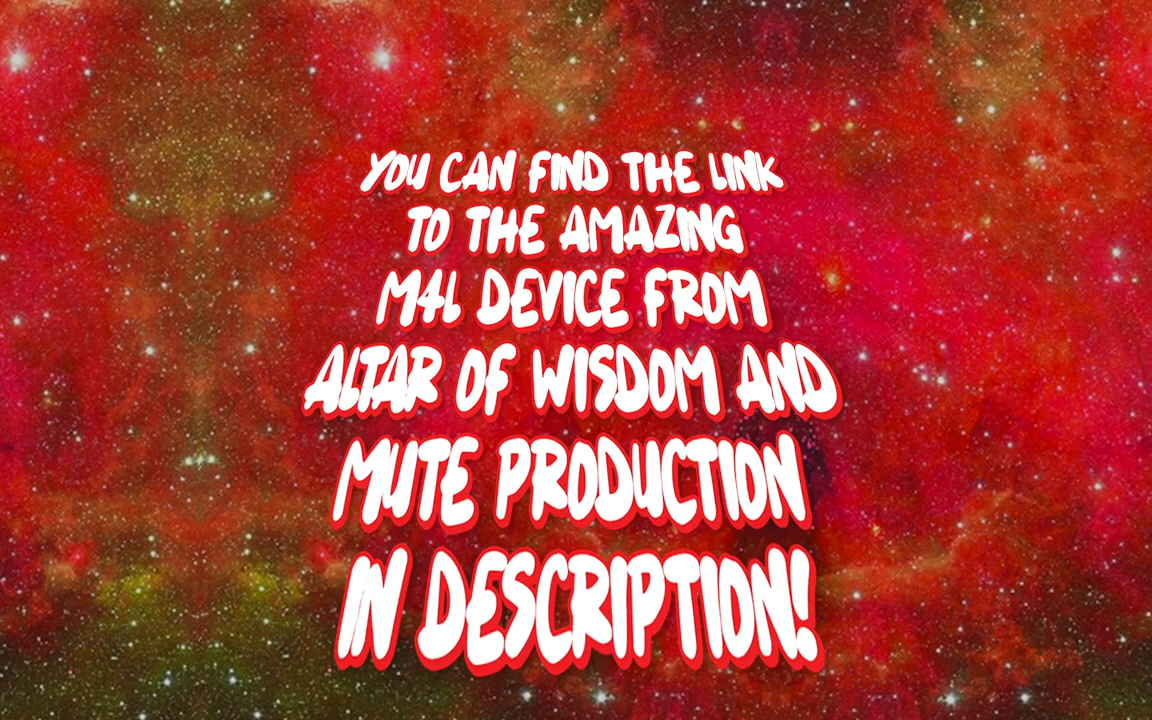 YOU CAN FIND THE LINK
TO THE AMAZING
M4L DEVICE FROM
ALTAR OF WISDOM AND
MUTE PRODUCTION
IN DESCRIPTION!